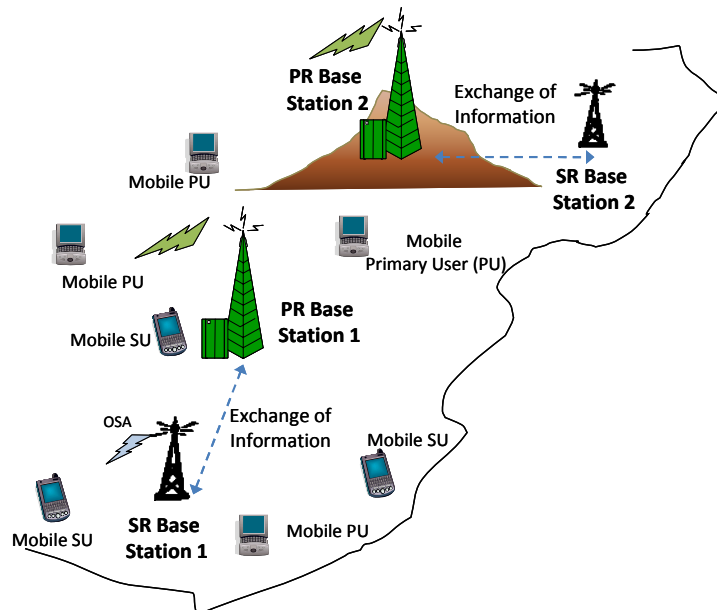 PR Base
Station 2
Exchange of
Information
Mobile PU
SR Base
Station 2
Mobile
Primary User (PU)
Mobile PU
PR Base
Station 1
Mobile SU
OSA
Exchange of
Information
Mobile SU
SR Base
Station 1
Mobile PU
Mobile SU